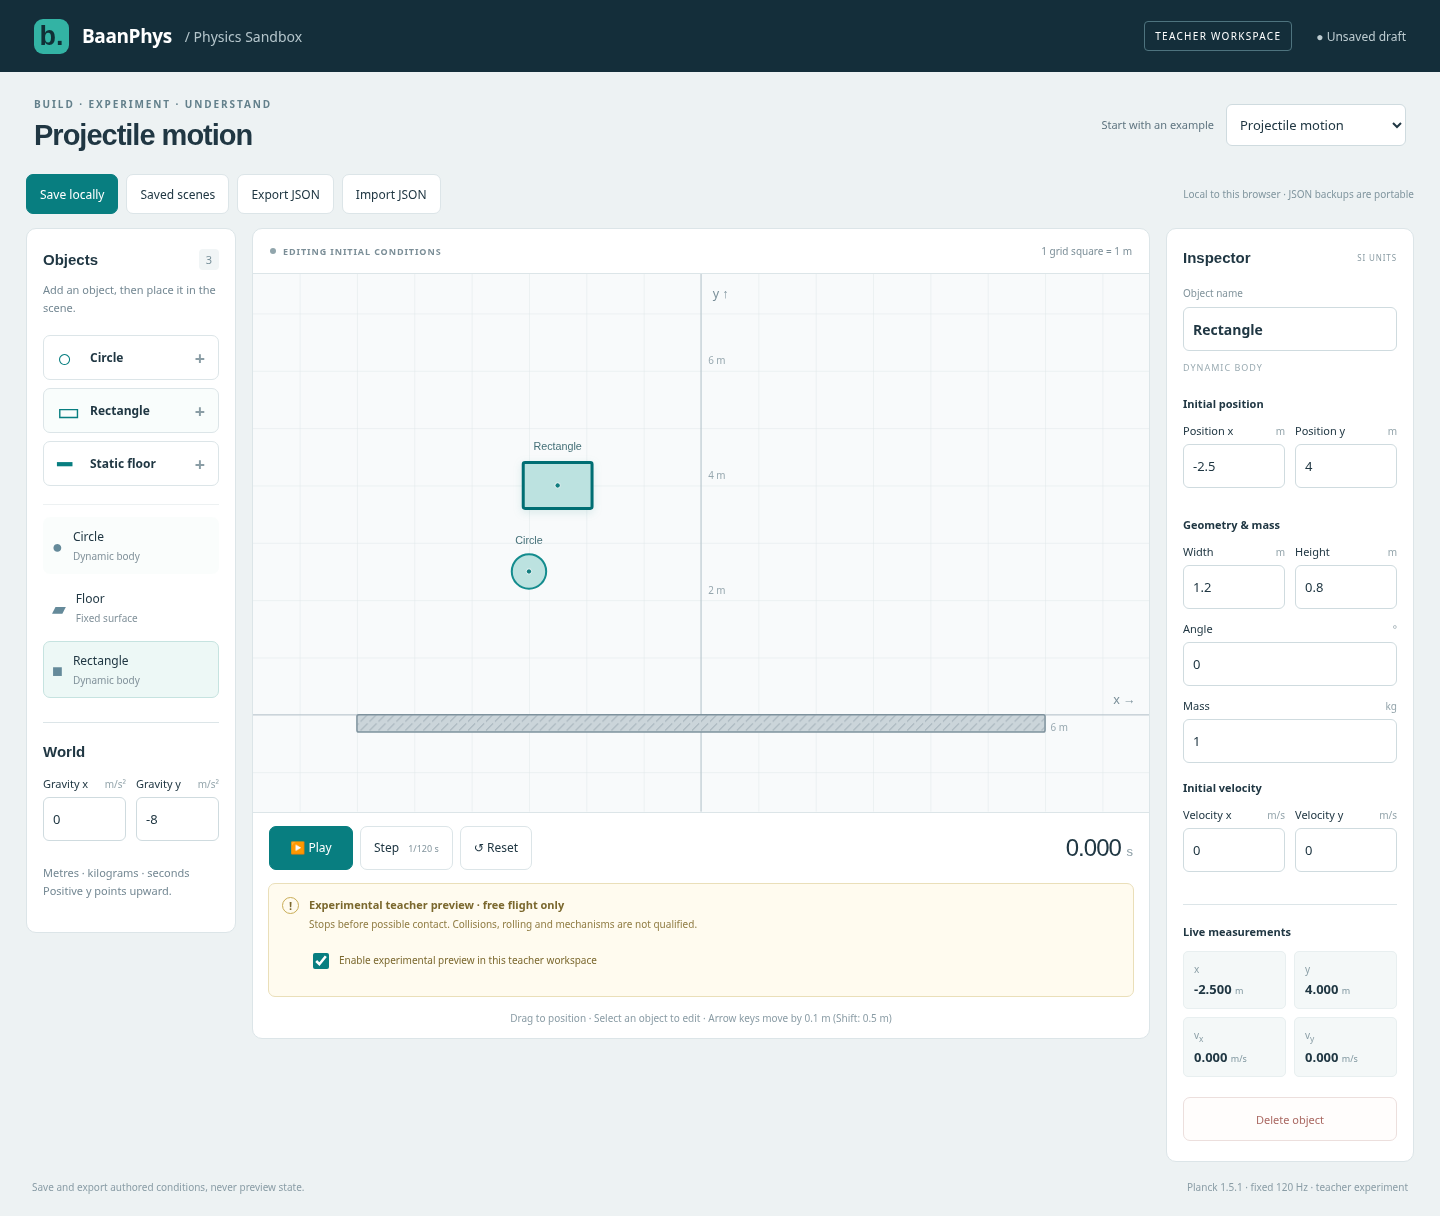 b. BaanPhys / Physics Sandbox
TEACHER WORKSPACE
● Unsaved draft
BUILD · EXPERIMENT · UNDERSTAND
Projectile motion
Start with an example
Projectile motion
Save locally
Saved scenes
Export JSON
Import JSON
Local to this browser · JSON backups are portable
Objects
3
Add an object, then place it in the
scene.
Circle +
Rectangle +
Static floor +
Circle
Dynamic body
Floor
Fixed surface
Rectangle
Dynamic body
World
Gravity x m/s²
Gravity y m/s²
0
-8
Metres · kilograms · seconds
Positive y points upward.
EDITING INITIAL CONDITIONS
1 grid square = 1 m
y ↑
6 m
Rectangle
4 m
Circle
2 m
x →
6 m
▶ Play
Step 1/120 s
↺ Reset
0.000 s
! Experimental teacher preview · free flight only
Stops before possible contact. Collisions, rolling and mechanisms are not qualified.
Enable experimental preview in this teacher workspace
Drag to position · Select an object to edit · Arrow keys move by 0.1 m (Shift: 0.5 m)
Inspector
SI UNITS
Object name
Rectangle
DYNAMIC BODY
Initial position
Position x m
Position y m
-2.5
4
Geometry & mass
Width m
Height m
1.2
0.8
Angle °
0
Mass kg
1
Initial velocity
Velocity x m/s
Velocity y m/s
0
0
Live measurements
x
-2.500 m
y
4.000 m
vx
0.000 m/s
vy
0.000 m/s
Delete object
Save and export authored conditions, never preview state.
Planck 1.5.1 · fixed 120 Hz · teacher experiment